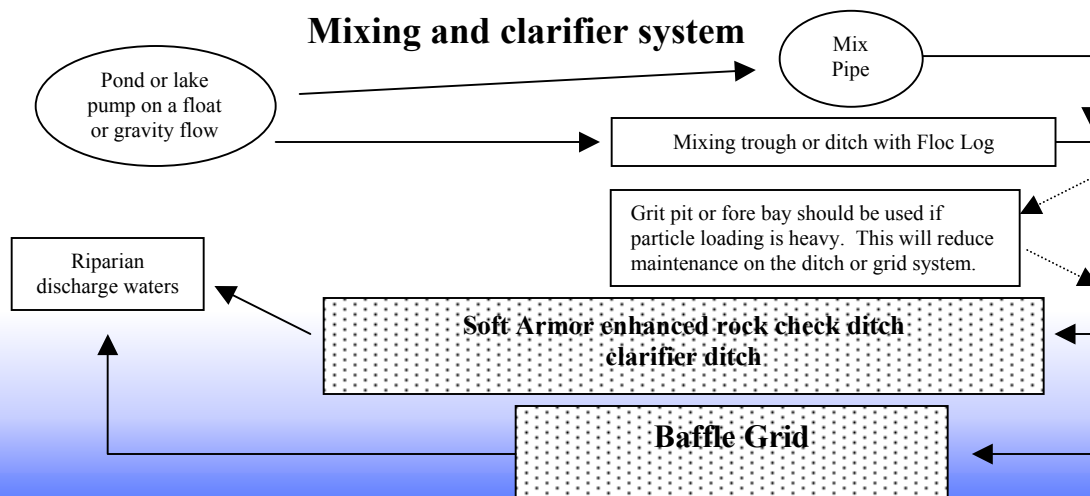 Mixing and clarifier system
Mix
Pipe
Pond or lake
pump on a float
or gravity flow
Mixing trough or ditch with Floc Log
Grit pit or fore bay should be used if
particle loading is heavy. This will reduce
maintenance on the ditch or grid system.
Riparian
discharge waters
Soft Armor enhanced rock check ditch
clarifier ditch
Baffle Grid